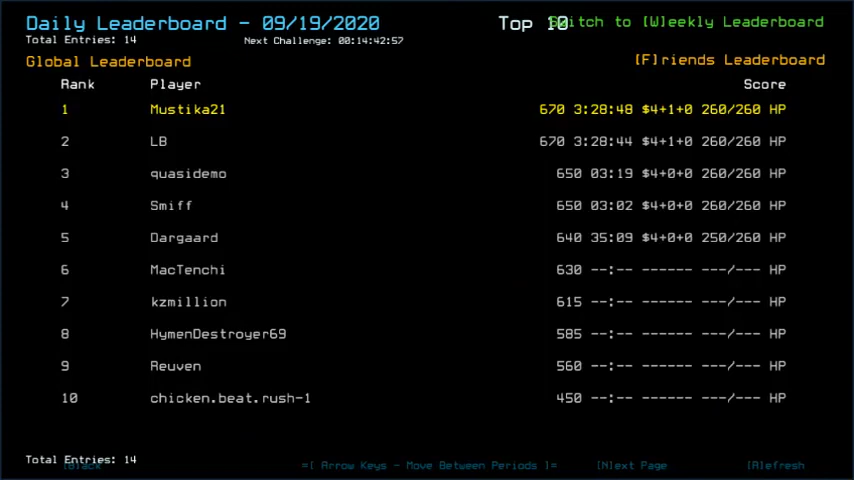 Daily Leaderboard - 09/19/2020
Top 10
Switch to [W]eekly Leaderboard
Total Entries: 14
Next Challenge: 00:14:42:57
Global Leaderboard
[F]riends Leaderboard
Rank Player Score
1 Mustika21 670 3:28:48 $4+1+0 260/260 HP
2 LB 670 3:28:44 $4+1+0 260/260 HP
3 quasidemo 650 03:19 $4+0+0 260/260 HP
4 Smiff 650 03:02 $4+0+0 260/260 HP
5 Dargaard 640 35:09 $4+0+0 250/260 HP
6 MacTenchi 630 --:-- ------ ---/--- HP
7 kzmillion 615 --:-- ------ ---/--- HP
8 HymenDestroyer69 585 --:-- ------ ---/--- HP
9 Reuven 560 --:-- ------ ---/--- HP
10 chicken.beat.rush-1 450 --:-- ------ ---/--- HP
Total Entries: 14
[B]ack
=[ Arrow Keys - Move Between Periods ]=
[N]ext Page
[R]efresh